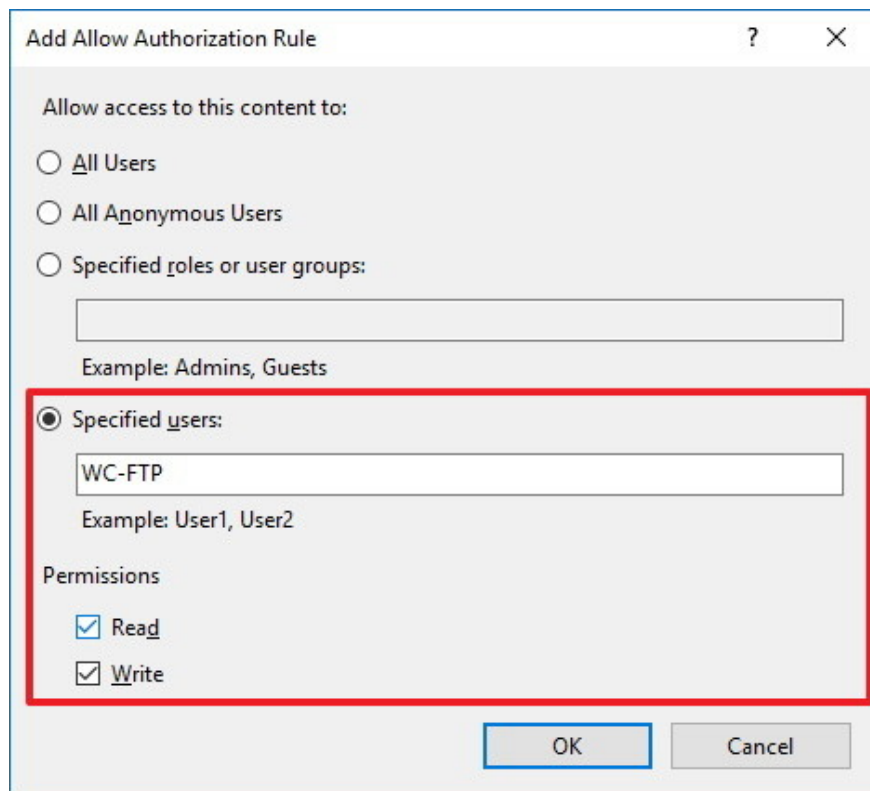 Add Allow Authorization Rule ?
Allow access to this content to:
All Users
All Anonymous Users
Specified roles or user groups:
Example: Admins, Guests
Specified users:
WC-FTP
Example: User1, User2
Permissions
Read
Write
OK Cancel